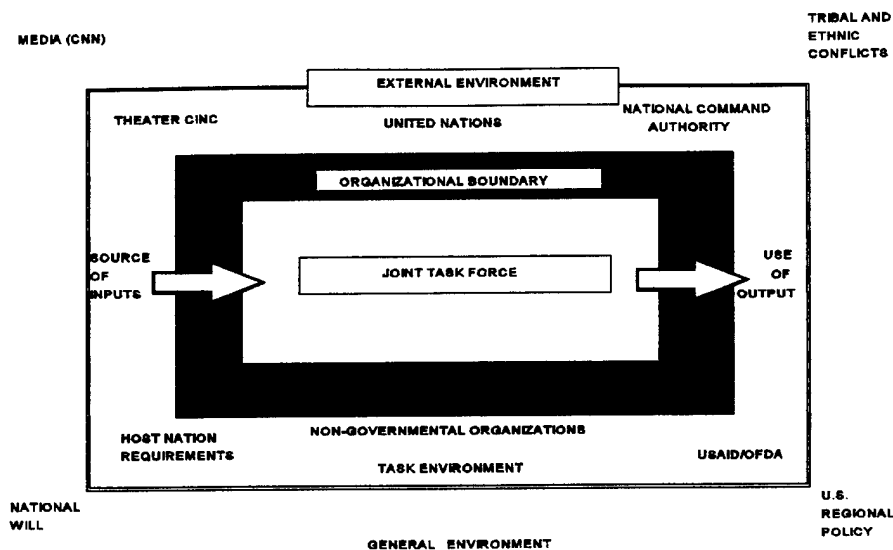 MEDIA (CNN)
TRIBAL AND
ETHNIC
CONFLICTS
EXTERNAL ENVIRONMENT
THEATER CINC
UNITED NATIONS
NATIONAL COMMAND
AUTHORITY
ORGANIZATIONAL BOUNDARY
SOURCE
OF
INPUTS
JOINT TASK FORCE
USE
OF
OUTPUT
HOST NATION
REQUIREMENTS
NON-GOVERNMENTAL ORGANIZATIONS
USAID/OFDA
TASK ENVIRONMENT
NATIONAL
WILL
U.S.
REGIONAL
POLICY
GENERAL ENVIRONMENT